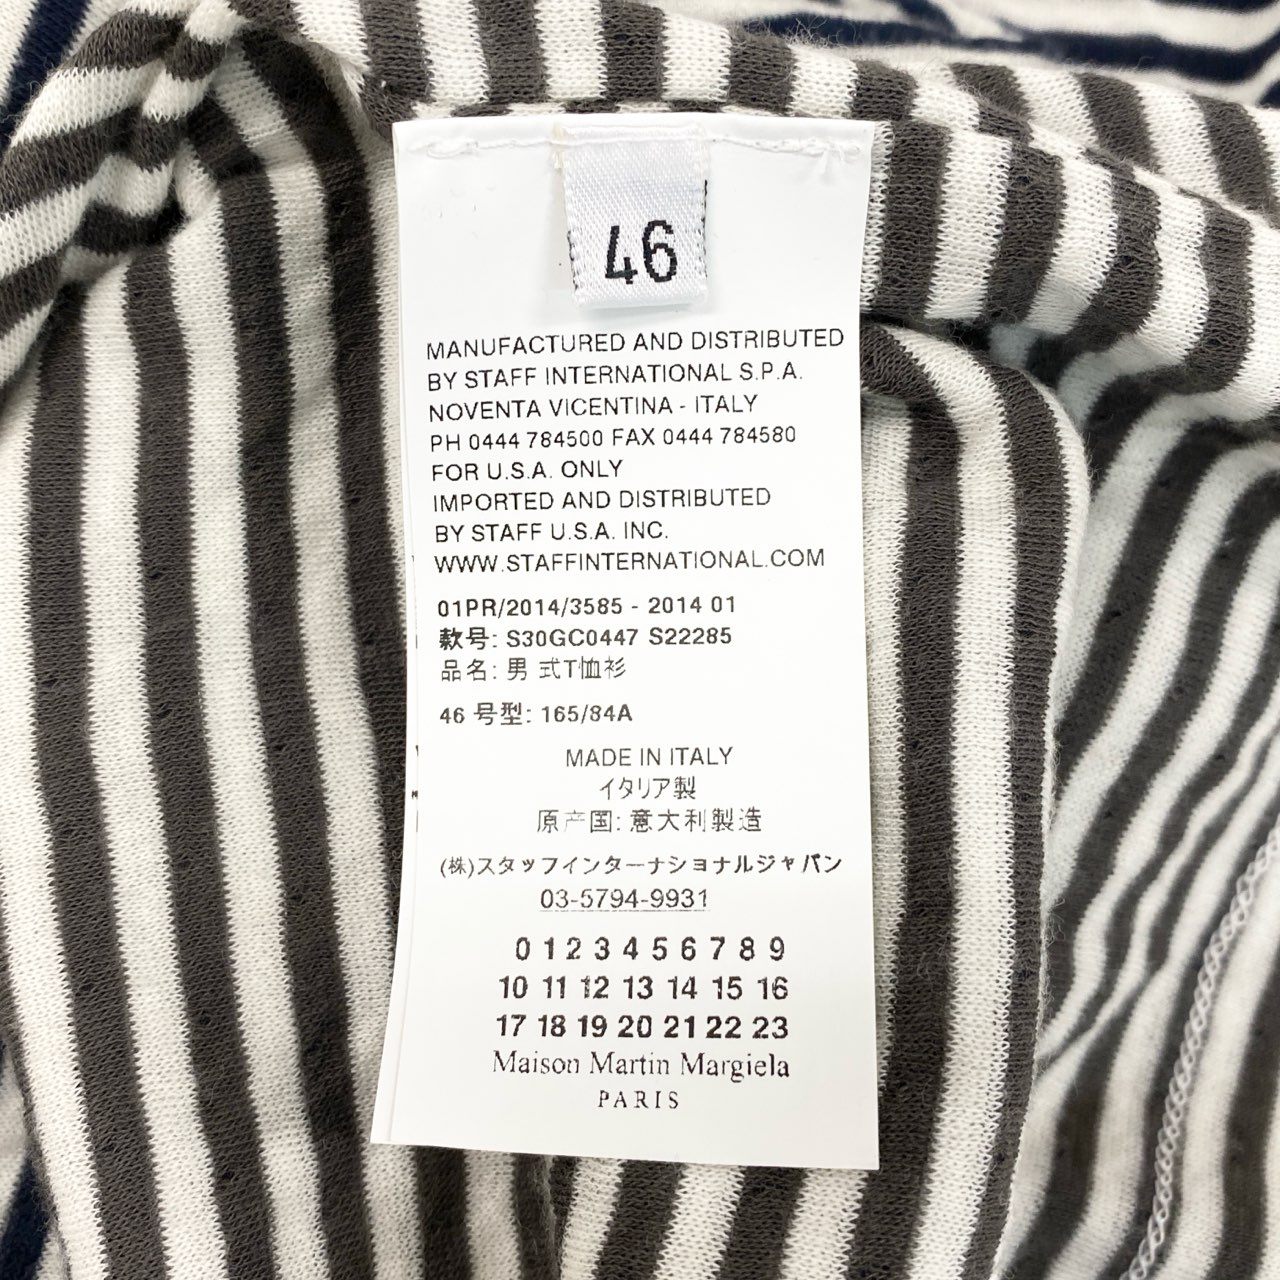 46
MANUFACTURED AND DISTRIBUTED
BY STAFF INTERNATIONAL S.P.A.
NOVENTA VICENTINA - ITALY
PH 0444 784500 FAX 0444 784580
FOR U.S.A. ONLY
IMPORTED AND DISTRIBUTED
BY STAFF U.S.A. INC.
WWW.STAFFINTERNATIONAL.COM
01PR/2014/3585 - 2014 01
款号: S30GC0447 S22285
品名: 男 式T恤衫
46 号型: 165/84A
MADE IN ITALY
イタリア製
原产国: 意大利製造
(株)スタッフインターナショナルジャパン
03-5794-9931
0 1 2 3 4 5 6 7 8 9
10 11 12 13 14 15 16
17 18 19 20 21 22 23
Maison Martin Margiela
PARIS